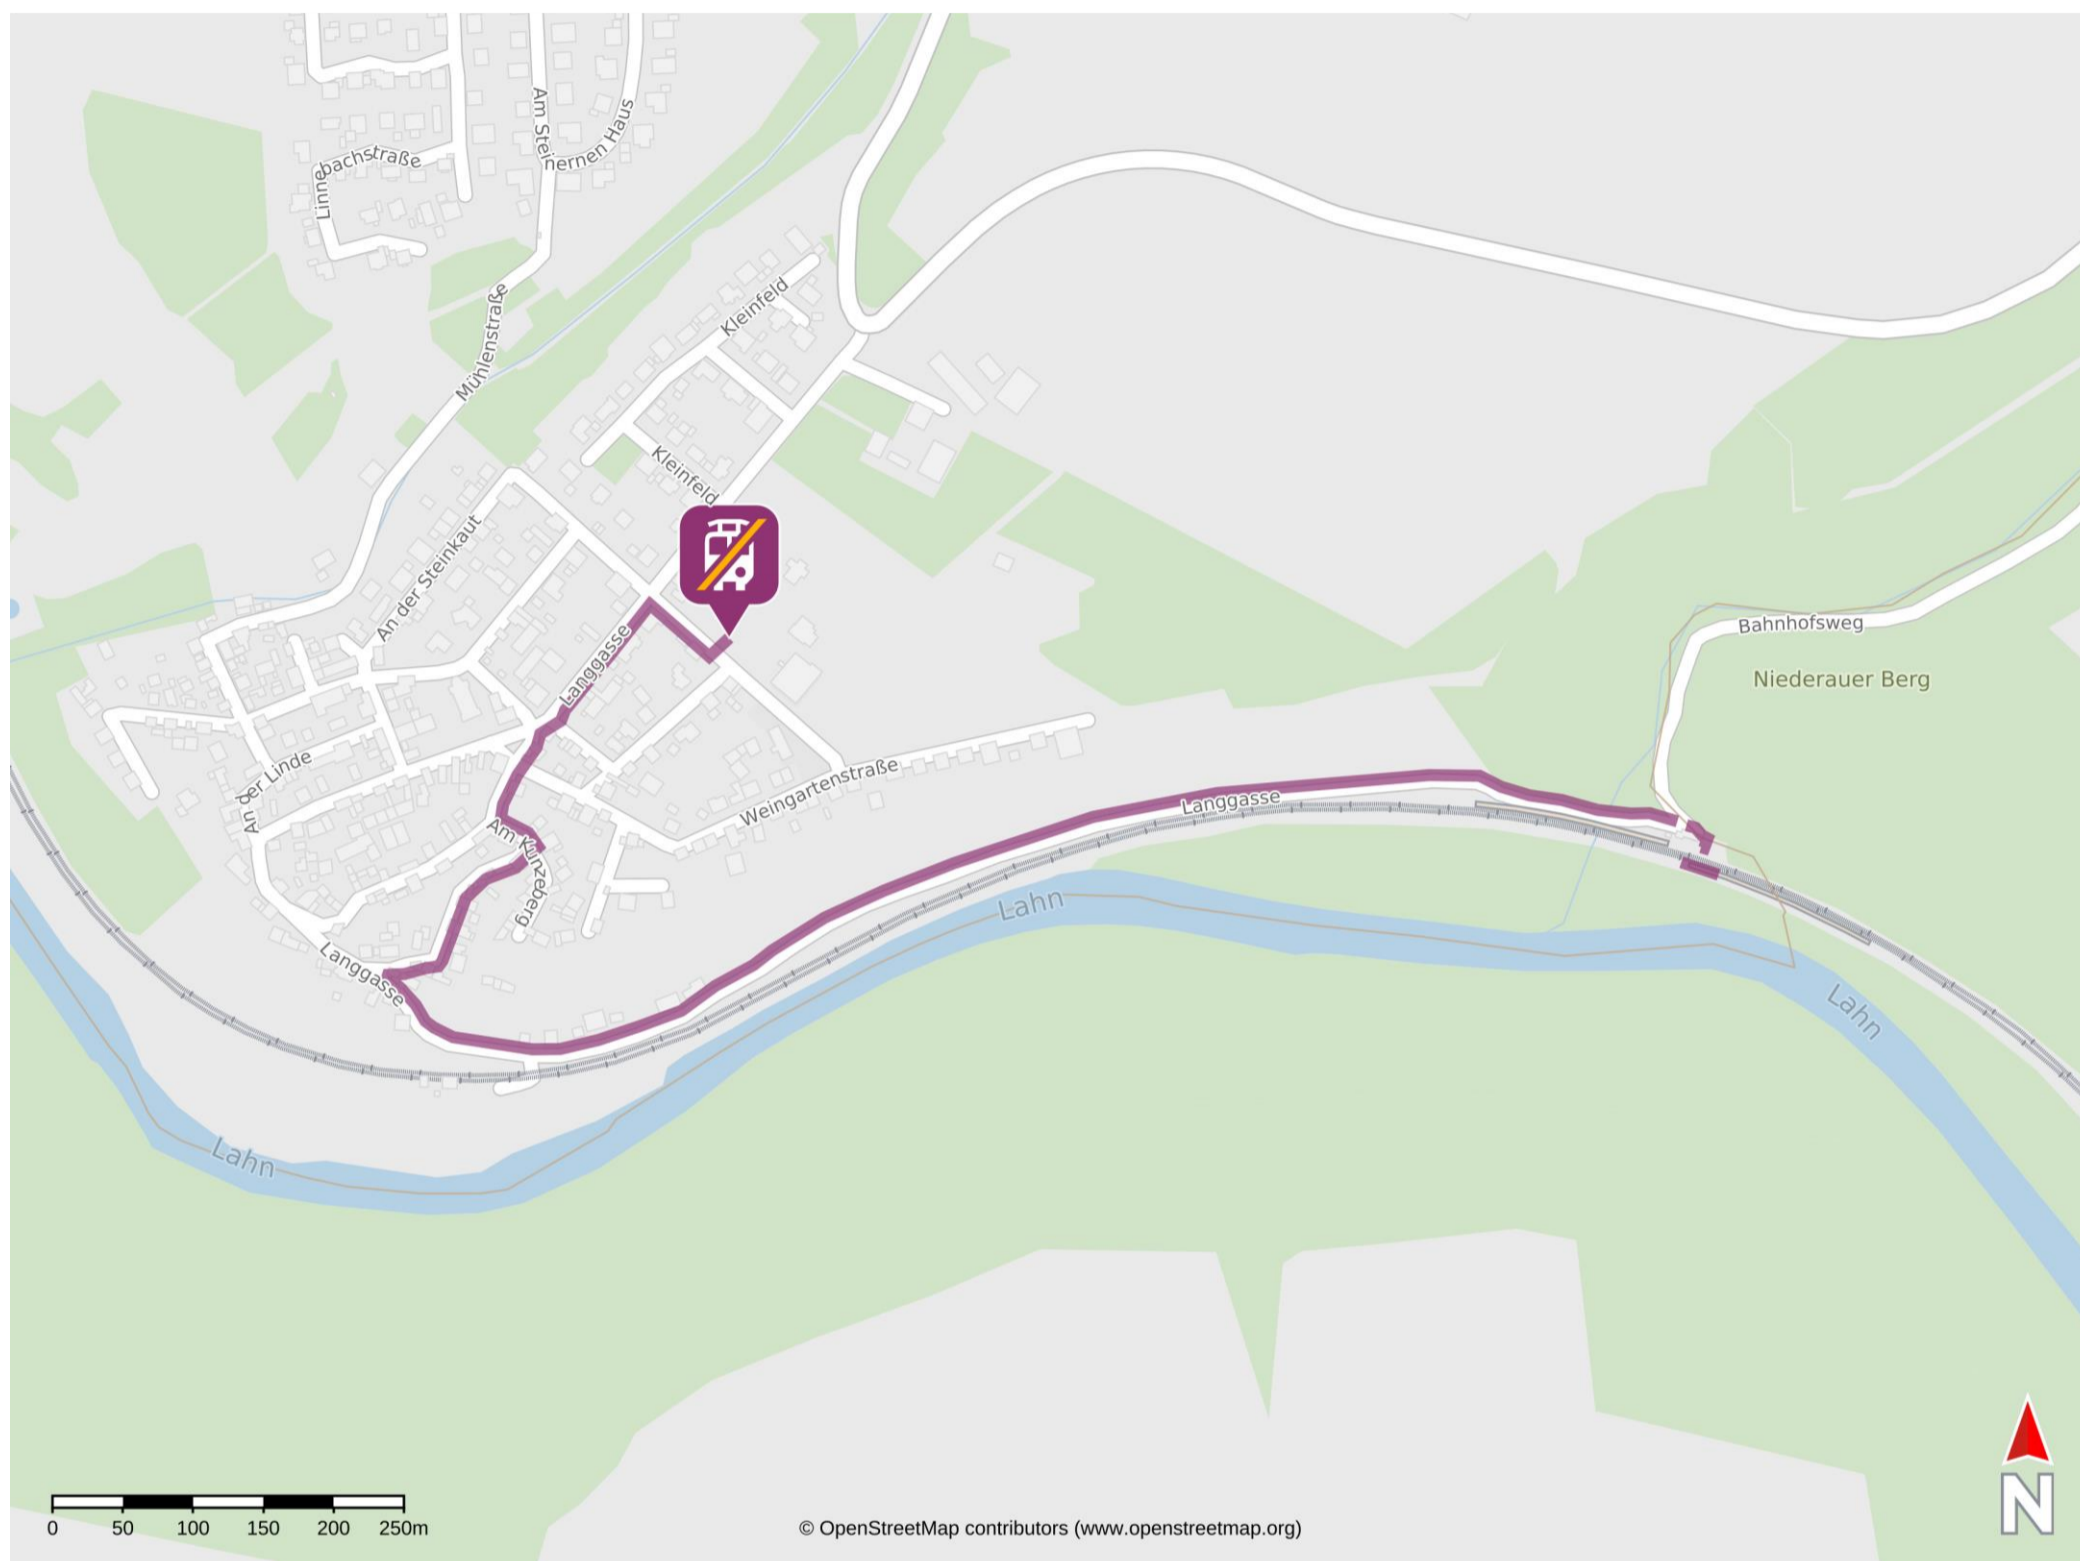 Am Steinernen Haus
Linnebachstraße
Mühlenstraße
Kleinfeld
Kleinfeld
An der Steinkaut
Langgasse
Bahnhofsweg
Niederauer Berg
An der Linde
Weingartenstraße
Langgasse
Am Kunzeberg
Lahn
Langgasse
Lahn
Lahn
N
0 50 100 150 200 250m
© OpenStreetMap contributors (www.openstreetmap.org)